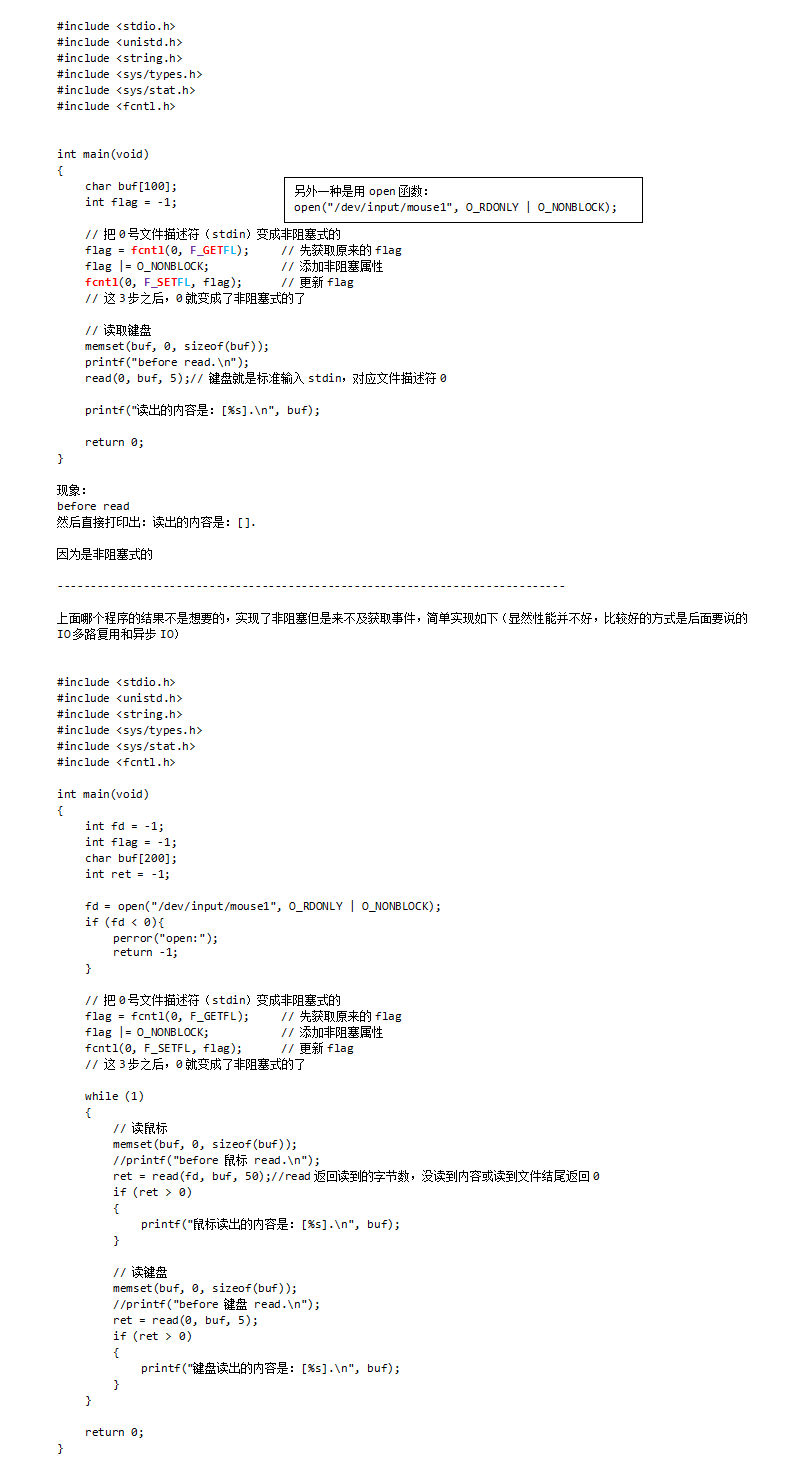 #include <stdio.h>
#include <unistd.h>
#include <string.h>
#include <sys/types.h>
#include <sys/stat.h>
#include <fcntl.h>
int main(void)
{
char buf[100];
int flag = -1;
另外一种是用 open 函数:
open("/dev/input/mouse1", O_RDONLY | O_NONBLOCK);
// 把 0 号文件描述符（stdin）变成非阻塞式的
flag = fcntl(0, F_GETFL); // 先获取原来的 flag
flag |= O_NONBLOCK; // 添加非阻塞属性
fcntl(0, F_SETFL, flag); // 更新 flag
// 这 3 步之后，0 就变成了非阻塞式的了
// 读取键盘
memset(buf, 0, sizeof(buf));
printf("before read.\n");
read(0, buf, 5);// 键盘就是标准输入 stdin，对应文件描述符 0
printf("读出的内容是：[%s].\n", buf);
return 0;
}
现象：
before read
然后直接打印出：读出的内容是：[].
因为是非阻塞式的
------------------------------------------------------------------------------
上面哪个程序的结果不是想要的，实现了非阻塞但是来不及获取事件，简单实现如下（显然性能并不好，比较好的方式是后面要说的
IO 多路复用和异步 IO）
#include <stdio.h>
#include <unistd.h>
#include <string.h>
#include <sys/types.h>
#include <sys/stat.h>
#include <fcntl.h>
int main(void)
{
int fd = -1;
int flag = -1;
char buf[200];
int ret = -1;
fd = open("/dev/input/mouse1", O_RDONLY | O_NONBLOCK);
if (fd < 0){
perror("open:");
return -1;
}
// 把 0 号文件描述符（stdin）变成非阻塞式的
flag = fcntl(0, F_GETFL); // 先获取原来的 flag
flag |= O_NONBLOCK; // 添加非阻塞属性
fcntl(0, F_SETFL, flag); // 更新 flag
// 这 3 步之后，0 就变成了非阻塞式的了
while (1)
{
// 读鼠标
memset(buf, 0, sizeof(buf));
//printf("before 鼠标 read.\n");
ret = read(fd, buf, 50);//read 返回读到的字节数，没读到内容或读到文件结尾返回 0
if (ret > 0)
{
printf("鼠标读出的内容是：[%s].\n", buf);
}
// 读键盘
memset(buf, 0, sizeof(buf));
//printf("before 键盘 read.\n");
ret = read(0, buf, 5);
if (ret > 0)
{
printf("键盘读出的内容是：[%s].\n", buf);
}
}
return 0;
}